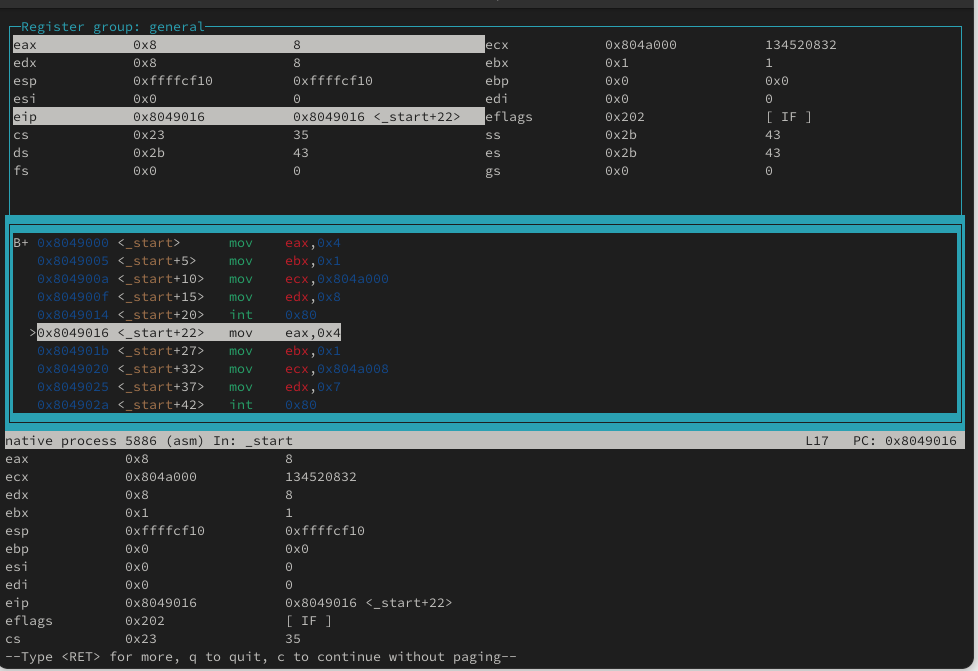 Register group: general
eax 0x8 8 ecx 0x804a000 134520832
edx 0x8 8 ebx 0x1 1
esp 0xffffcf10 0xffffcf10 ebp 0x0 0x0
esi 0x0 0 edi 0x0 0
eip 0x8049016 0x8049016 <_start+22> eflags 0x202 [ IF ]
cs 0x23 35 ss 0x2b 43
ds 0x2b 43 es 0x2b 43
fs 0x0 0 gs 0x0 0
B+ 0x8049000 <_start> mov eax,0x4
0x8049005 <_start+5> mov ebx,0x1
0x804900a <_start+10> mov ecx,0x804a000
0x804900f <_start+15> mov edx,0x8
0x8049014 <_start+20> int 0x80
>0x8049016 <_start+22> mov eax,0x4
0x804901b <_start+27> mov ebx,0x1
0x8049020 <_start+32> mov ecx,0x804a008
0x8049025 <_start+37> mov edx,0x7
0x804902a <_start+42> int 0x80
native process 5886 (asm) In: _start L17 PC: 0x8049016
eax 0x8 8
ecx 0x804a000 134520832
edx 0x8 8
ebx 0x1 1
esp 0xffffcf10 0xffffcf10
ebp 0x0 0x0
esi 0x0 0
edi 0x0 0
eip 0x8049016 0x8049016 <_start+22>
eflags 0x202 [ IF ]
cs 0x23 35
--Type <RET> for more, q to quit, c to continue without paging--